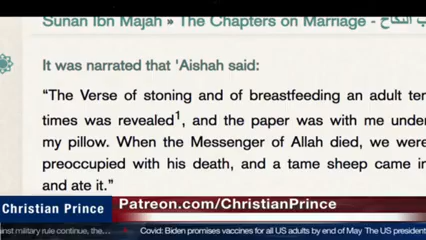 Sunan Ibn Majah » The Chapters on Marriage -
It was narrated that 'Aishah said:
“The Verse of stoning and of breastfeeding an adult ten
times was revealed¹, and the paper was with me under
my pillow. When the Messenger of Allah died, we were
preoccupied with his death, and a tame sheep came in
and ate it.”
Christian Prince
Patreon.com/ChristianPrince
against military rule continue, the...
Covid: Biden promises vaccines for all US adults by end of May The US president